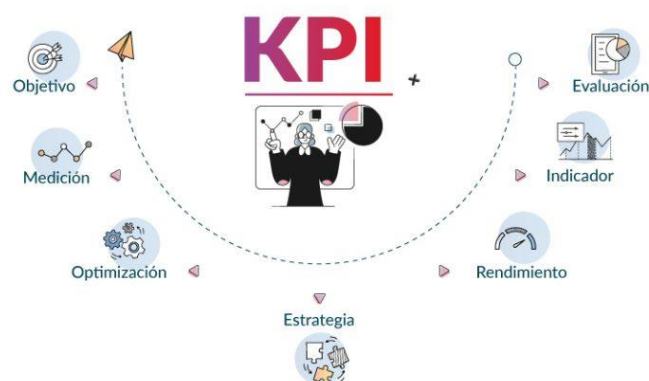 KPI
Objetivo
Evaluación
Medición
Indicador
Optimización
Rendimiento
Estrategia